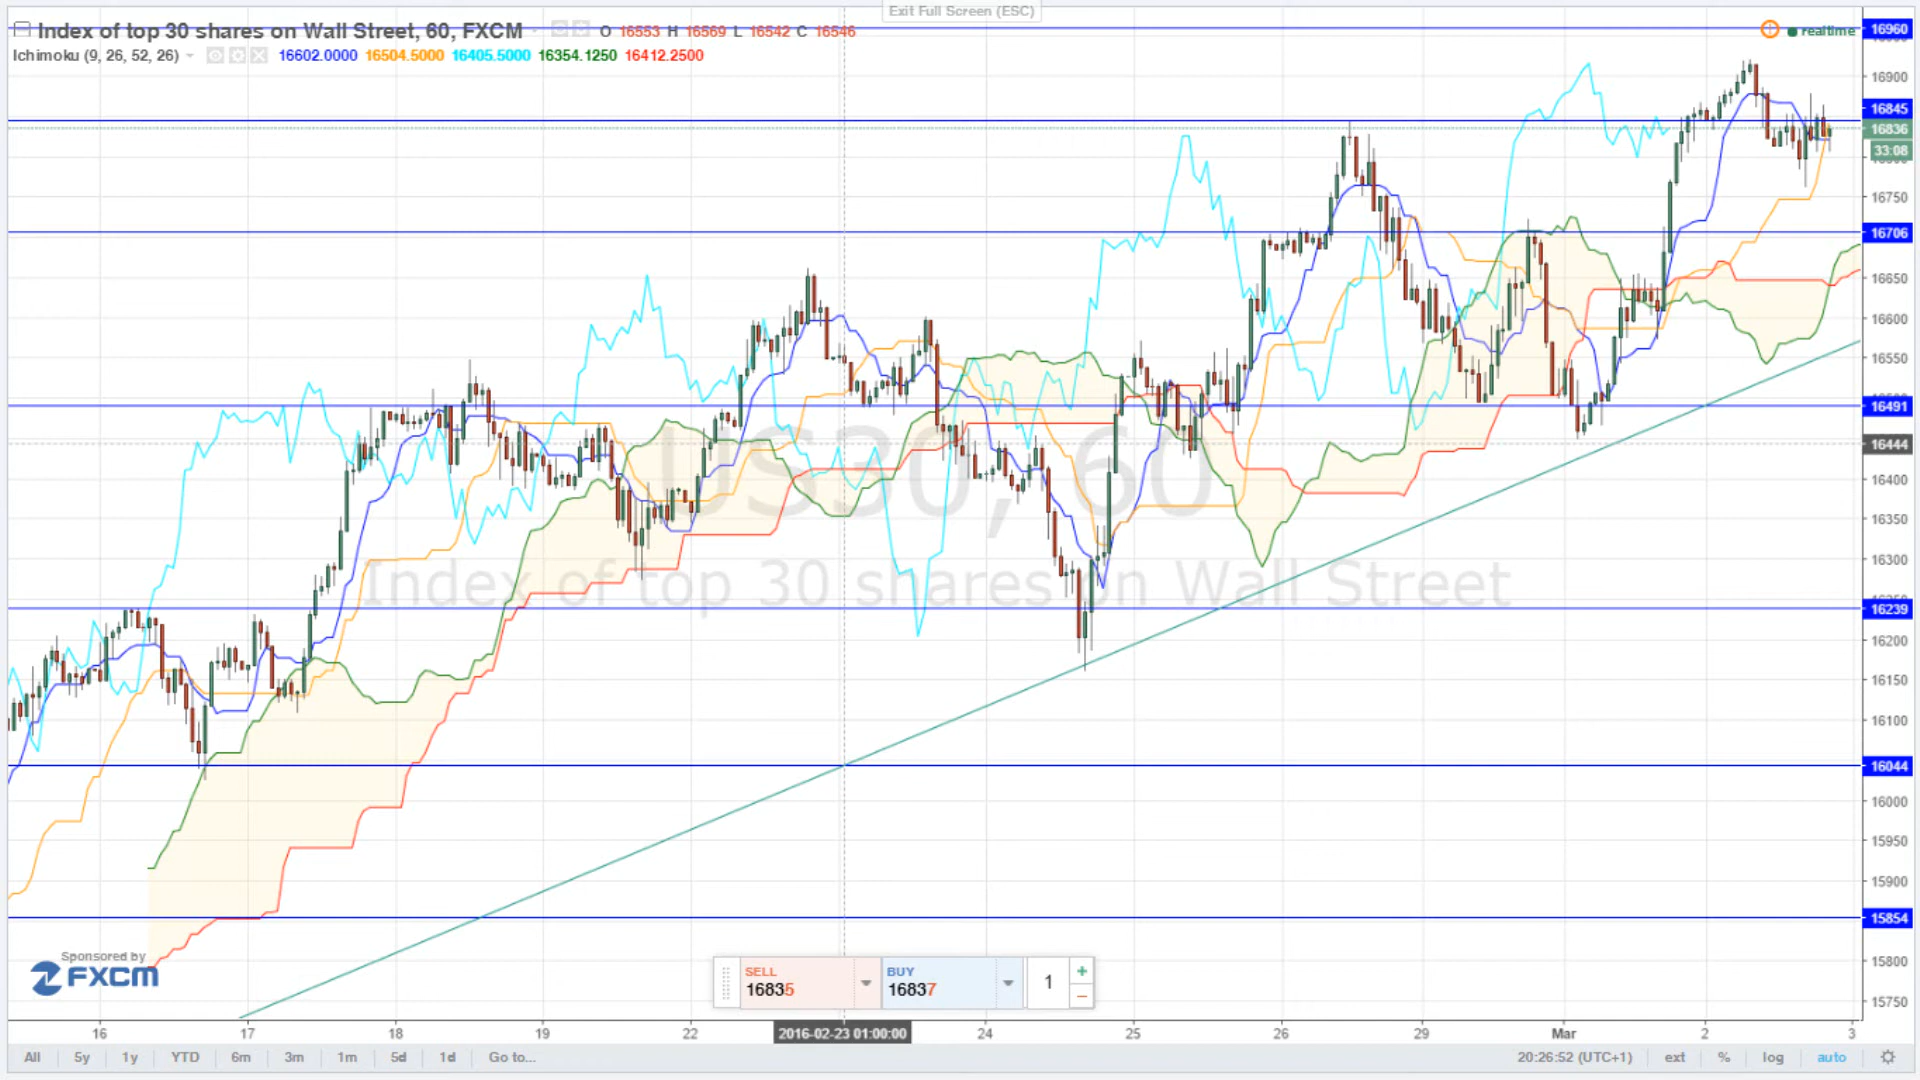 Exit Full Screen (ESC)
Index of top 30 shares on Wall Street, 60, FXCM O 16553 H 16569 L 16542 C 16546
realtime
Ichimoku (9, 26, 52, 26) 16602.0000 16504.5000 16405.5000 16354.1250 16412.2500
16960
16900
16845
16836
33:08
16750
16706
16650
16600
16550
16491
16444
16400
16350
16300
16239
16200
16150
16100
16044
16000
15950
15900
15854
15800
15750
US30, 60
Index of top 30 shares on Wall Street
Sponsored by
FXCM
SELL
16835
BUY
16837
1
+
−
16 17 18 19 22 2016-02-23 01:00:00 24 25 26 29 Mar 2 3
All 5y 1y YTD 6m 3m 1m 5d 1d Go to... 20:26:52 (UTC+1) ext % log auto